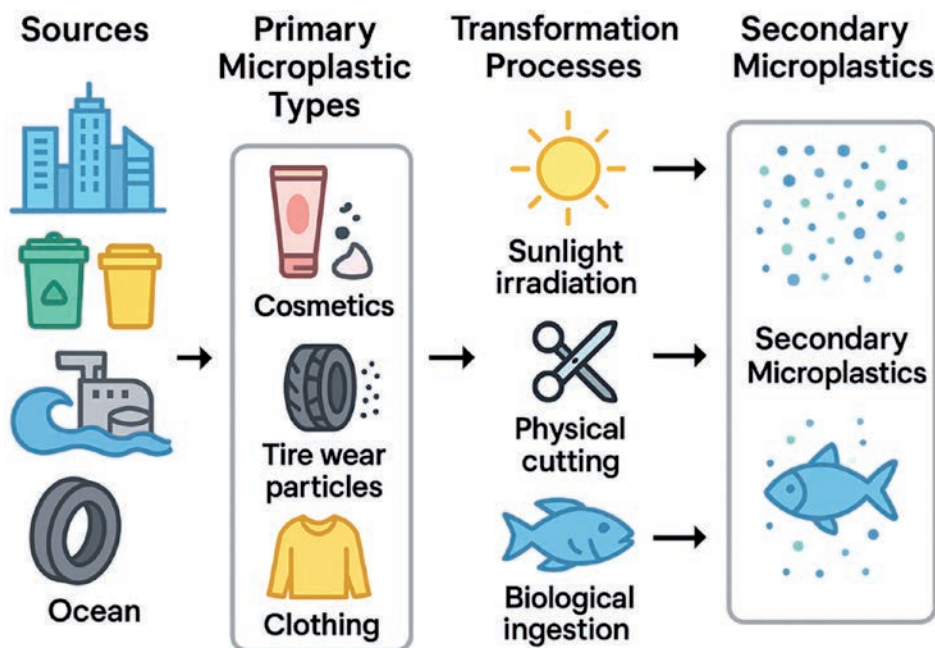 Sources
Ocean
Primary
Microplastic
Types
Cosmetics
Tire wear
particles
Clothing
Transformation
Processes
Sunlight
irradiation
Physical
cutting
Biological
ingestion
Secondary
Microplastics
Secondary
Microplastics